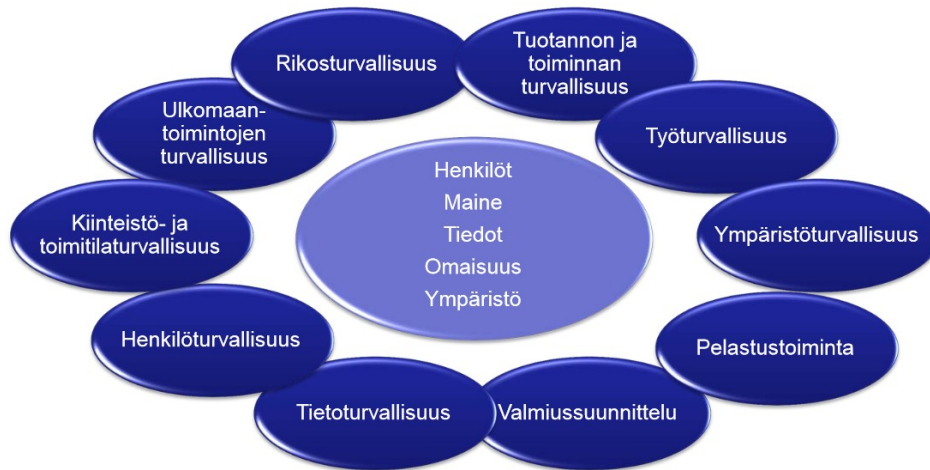 Rikosturvallisuus
Tuotannon ja
toiminnan
turvallisuus
Ulkomaan-
toimintojen
turvallisuus
Työturvallisuus
Henkilöt
Maine
Tiedot
Omaisuus
Ympäristö
Kiinteistö- ja
toimitilaturvallisuus
Ympäristöturvallisuus
Henkilöturvallisuus
Pelastustoiminta
Tietoturvallisuus
Valmiussuunnittelu